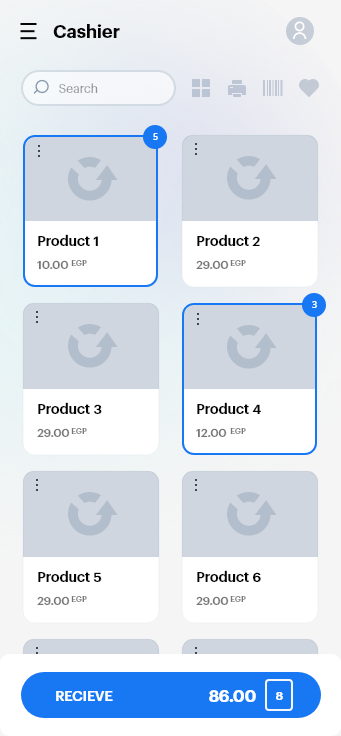 Cashier
Search
5
Product 1
10.00 EGP
Product 2
29.00 EGP
Product 3
29.00 EGP
3
Product 4
12.00 EGP
Product 5
29.00 EGP
Product 6
29.00 EGP
RECIEVE 86.00 8